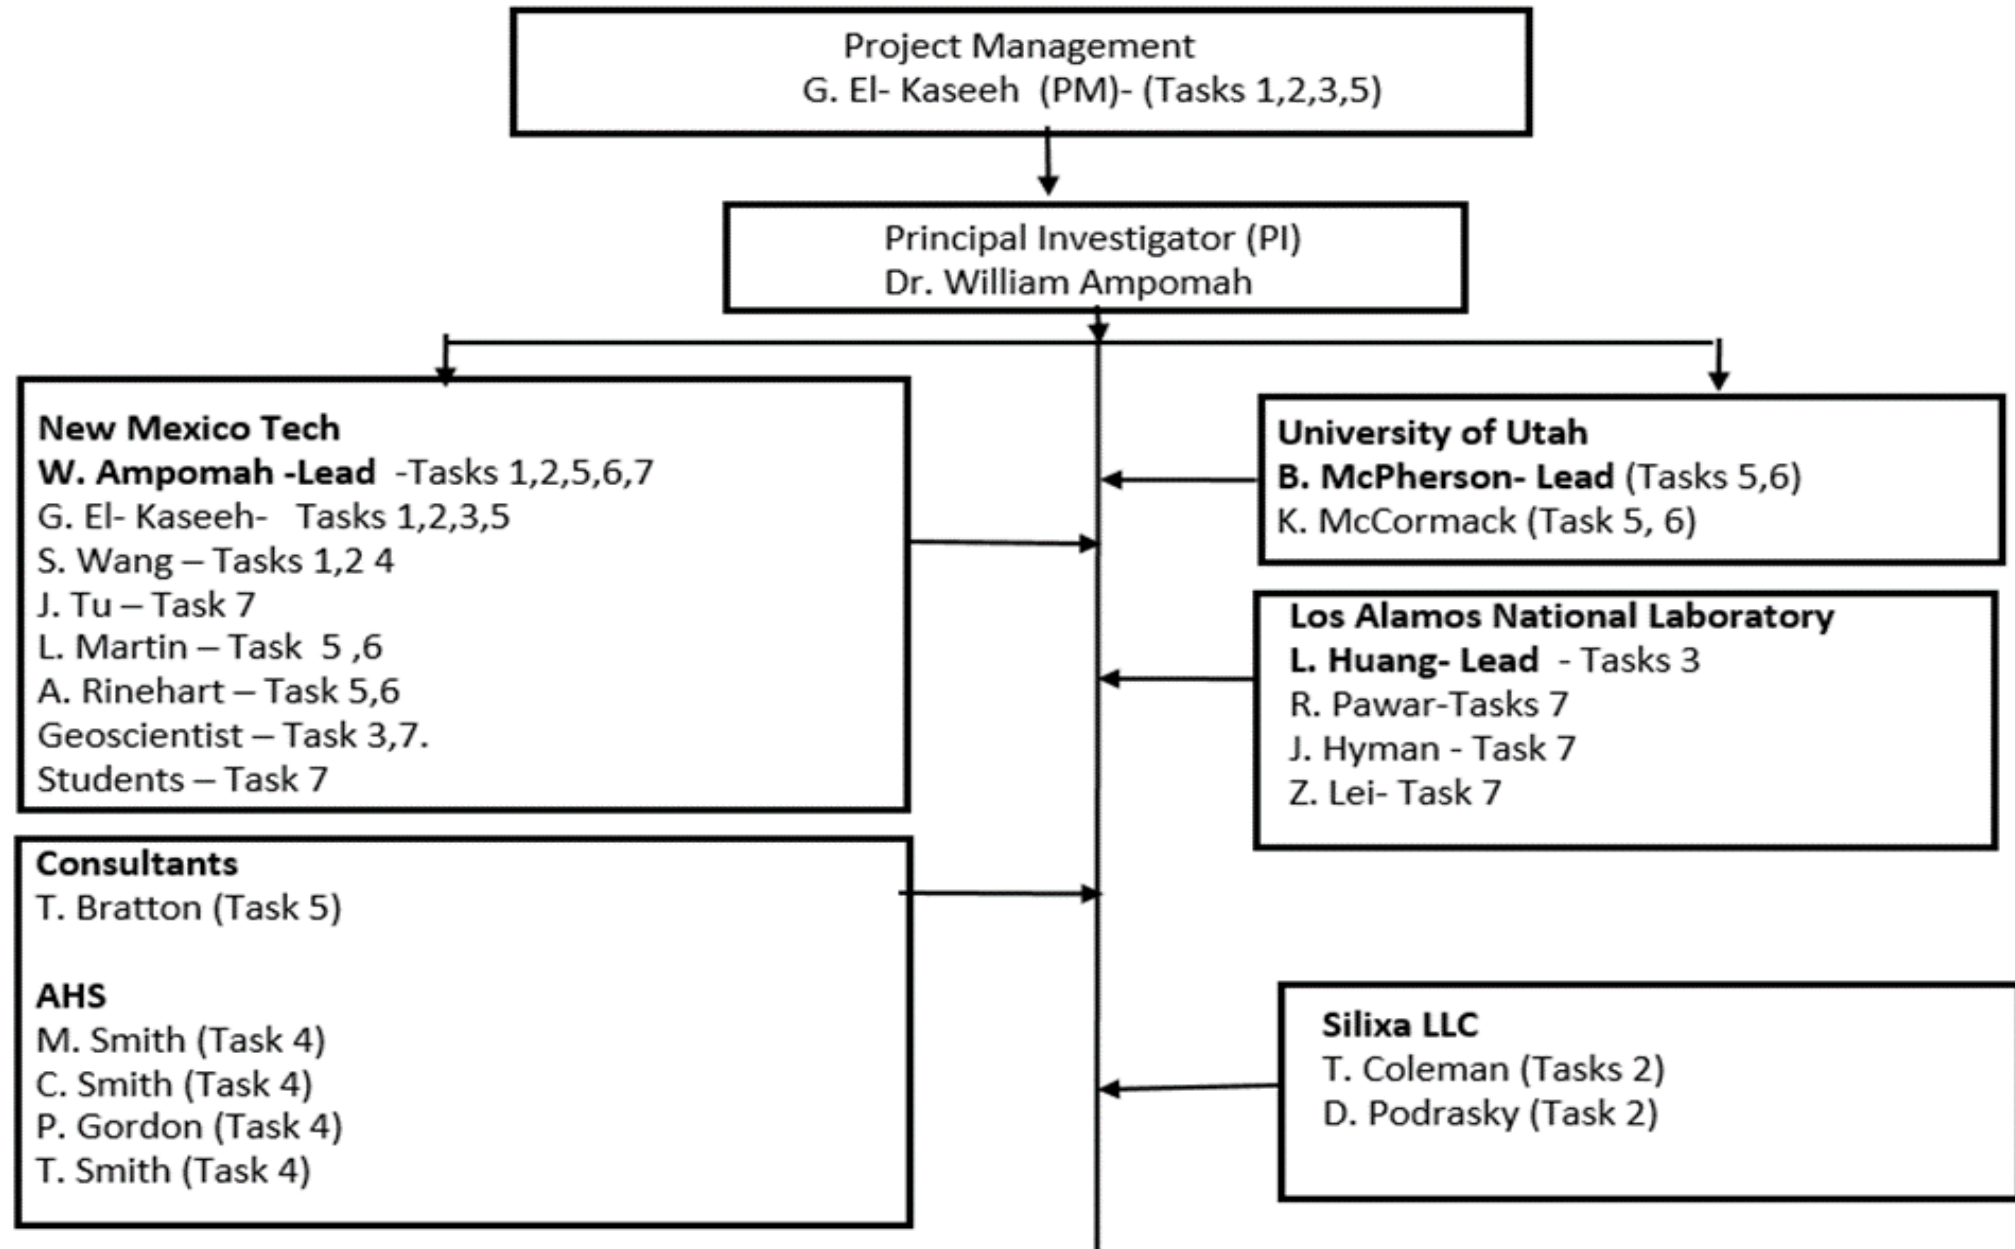 Project Management
G. El- Kaseeh (PM)- (Tasks 1,2,3,5)
Principal Investigator (PI)
Dr. William Ampomah
New Mexico Tech
W. Ampomah -Lead -Tasks 1,2,5,6,7
G. El- Kaseeh- Tasks 1,2,3,5
S. Wang – Tasks 1,2 4
J. Tu – Task 7
L. Martin – Task 5 ,6
A. Rinehart – Task 5,6
Geoscientist – Task 3,7.
Students – Task 7
University of Utah
B. McPherson- Lead (Tasks 5,6)
K. McCormack (Task 5, 6)
Los Alamos National Laboratory
L. Huang- Lead - Tasks 3
R. Pawar-Tasks 7
J. Hyman - Task 7
Z. Lei- Task 7
Consultants
T. Bratton (Task 5)
AHS
M. Smith (Task 4)
C. Smith (Task 4)
P. Gordon (Task 4)
T. Smith (Task 4)
Silixa LLC
T. Coleman (Tasks 2)
D. Podrasky (Task 2)